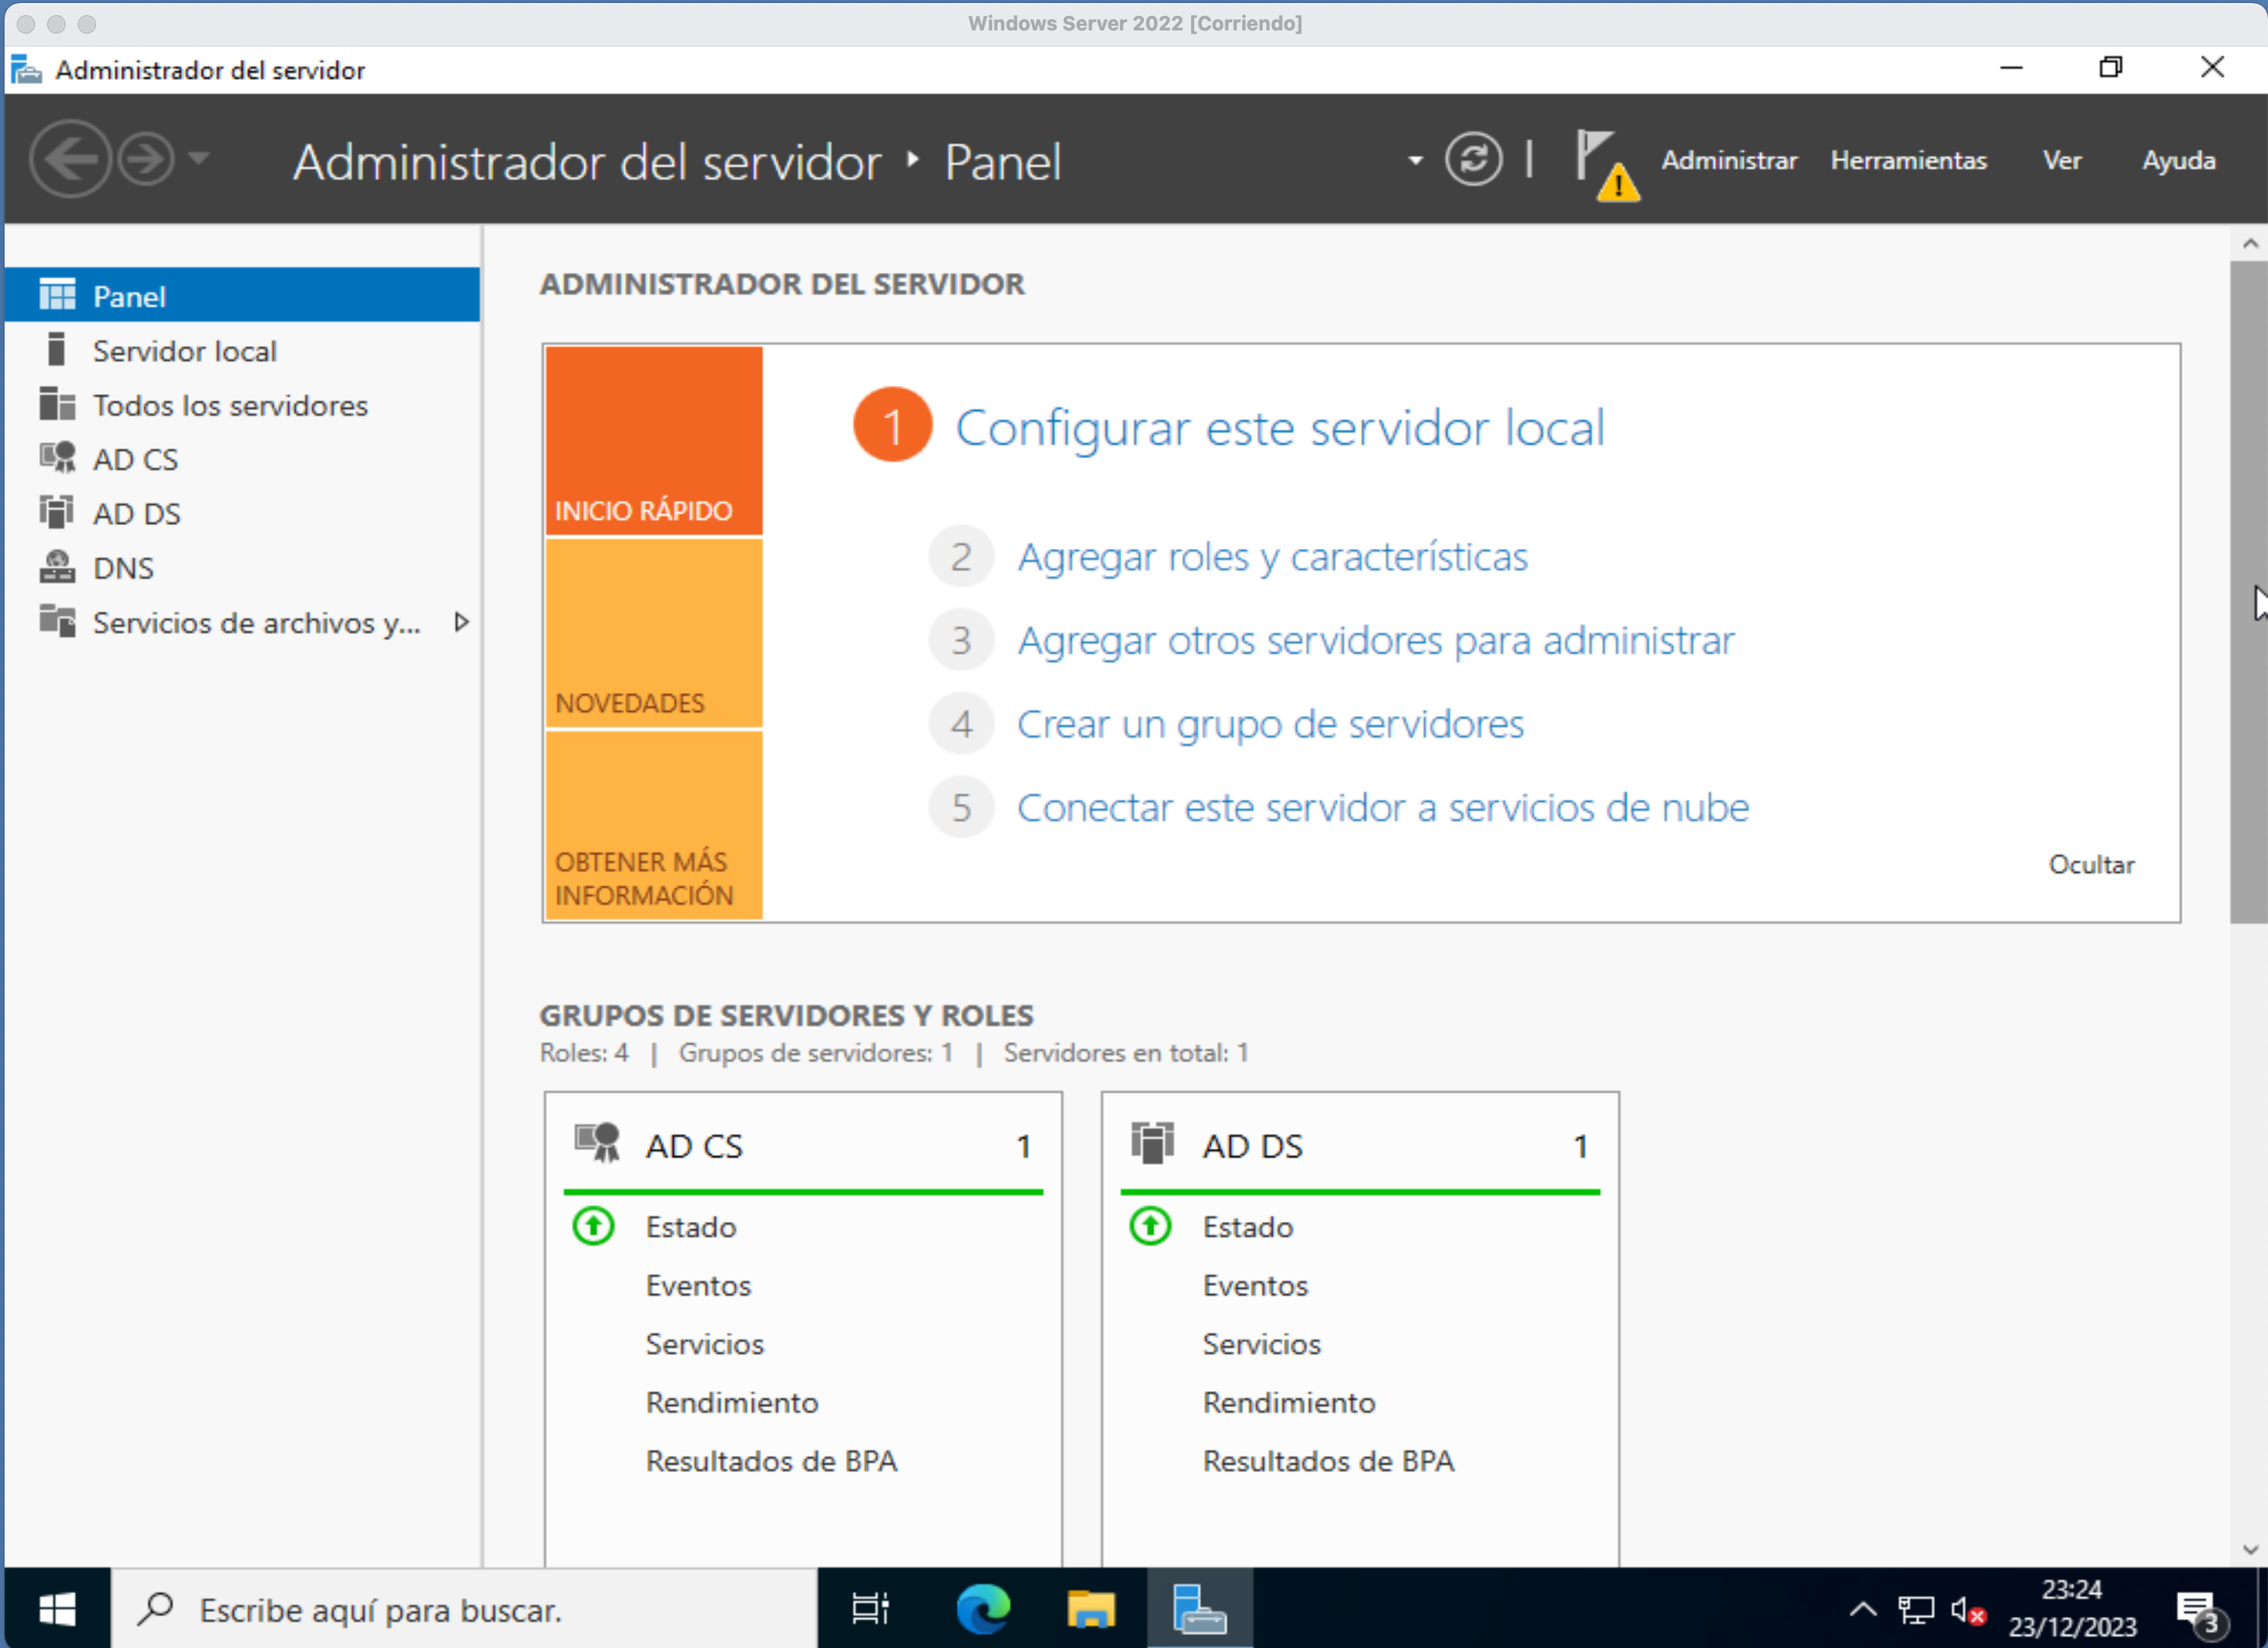 Windows Server 2022 [Corriendo]
Administrador del servidor
Administrador del servidor ‣ Panel
Administrar Herramientas Ver Ayuda
Panel
Servidor local
Todos los servidores
AD CS
AD DS
DNS
Servicios de archivos y...
ADMINISTRADOR DEL SERVIDOR
INICIO RÁPIDO
NOVEDADES
OBTENER MÁS
INFORMACIÓN
1 Configurar este servidor local
2 Agregar roles y características
3 Agregar otros servidores para administrar
4 Crear un grupo de servidores
5 Conectar este servidor a servicios de nube
Ocultar
GRUPOS DE SERVIDORES Y ROLES
Roles: 4 | Grupos de servidores: 1 | Servidores en total: 1
AD CS 1
Estado
Eventos
Servicios
Rendimiento
Resultados de BPA
AD DS 1
Estado
Eventos
Servicios
Rendimiento
Resultados de BPA
Escribe aquí para buscar.
23:24
23/12/2023
3